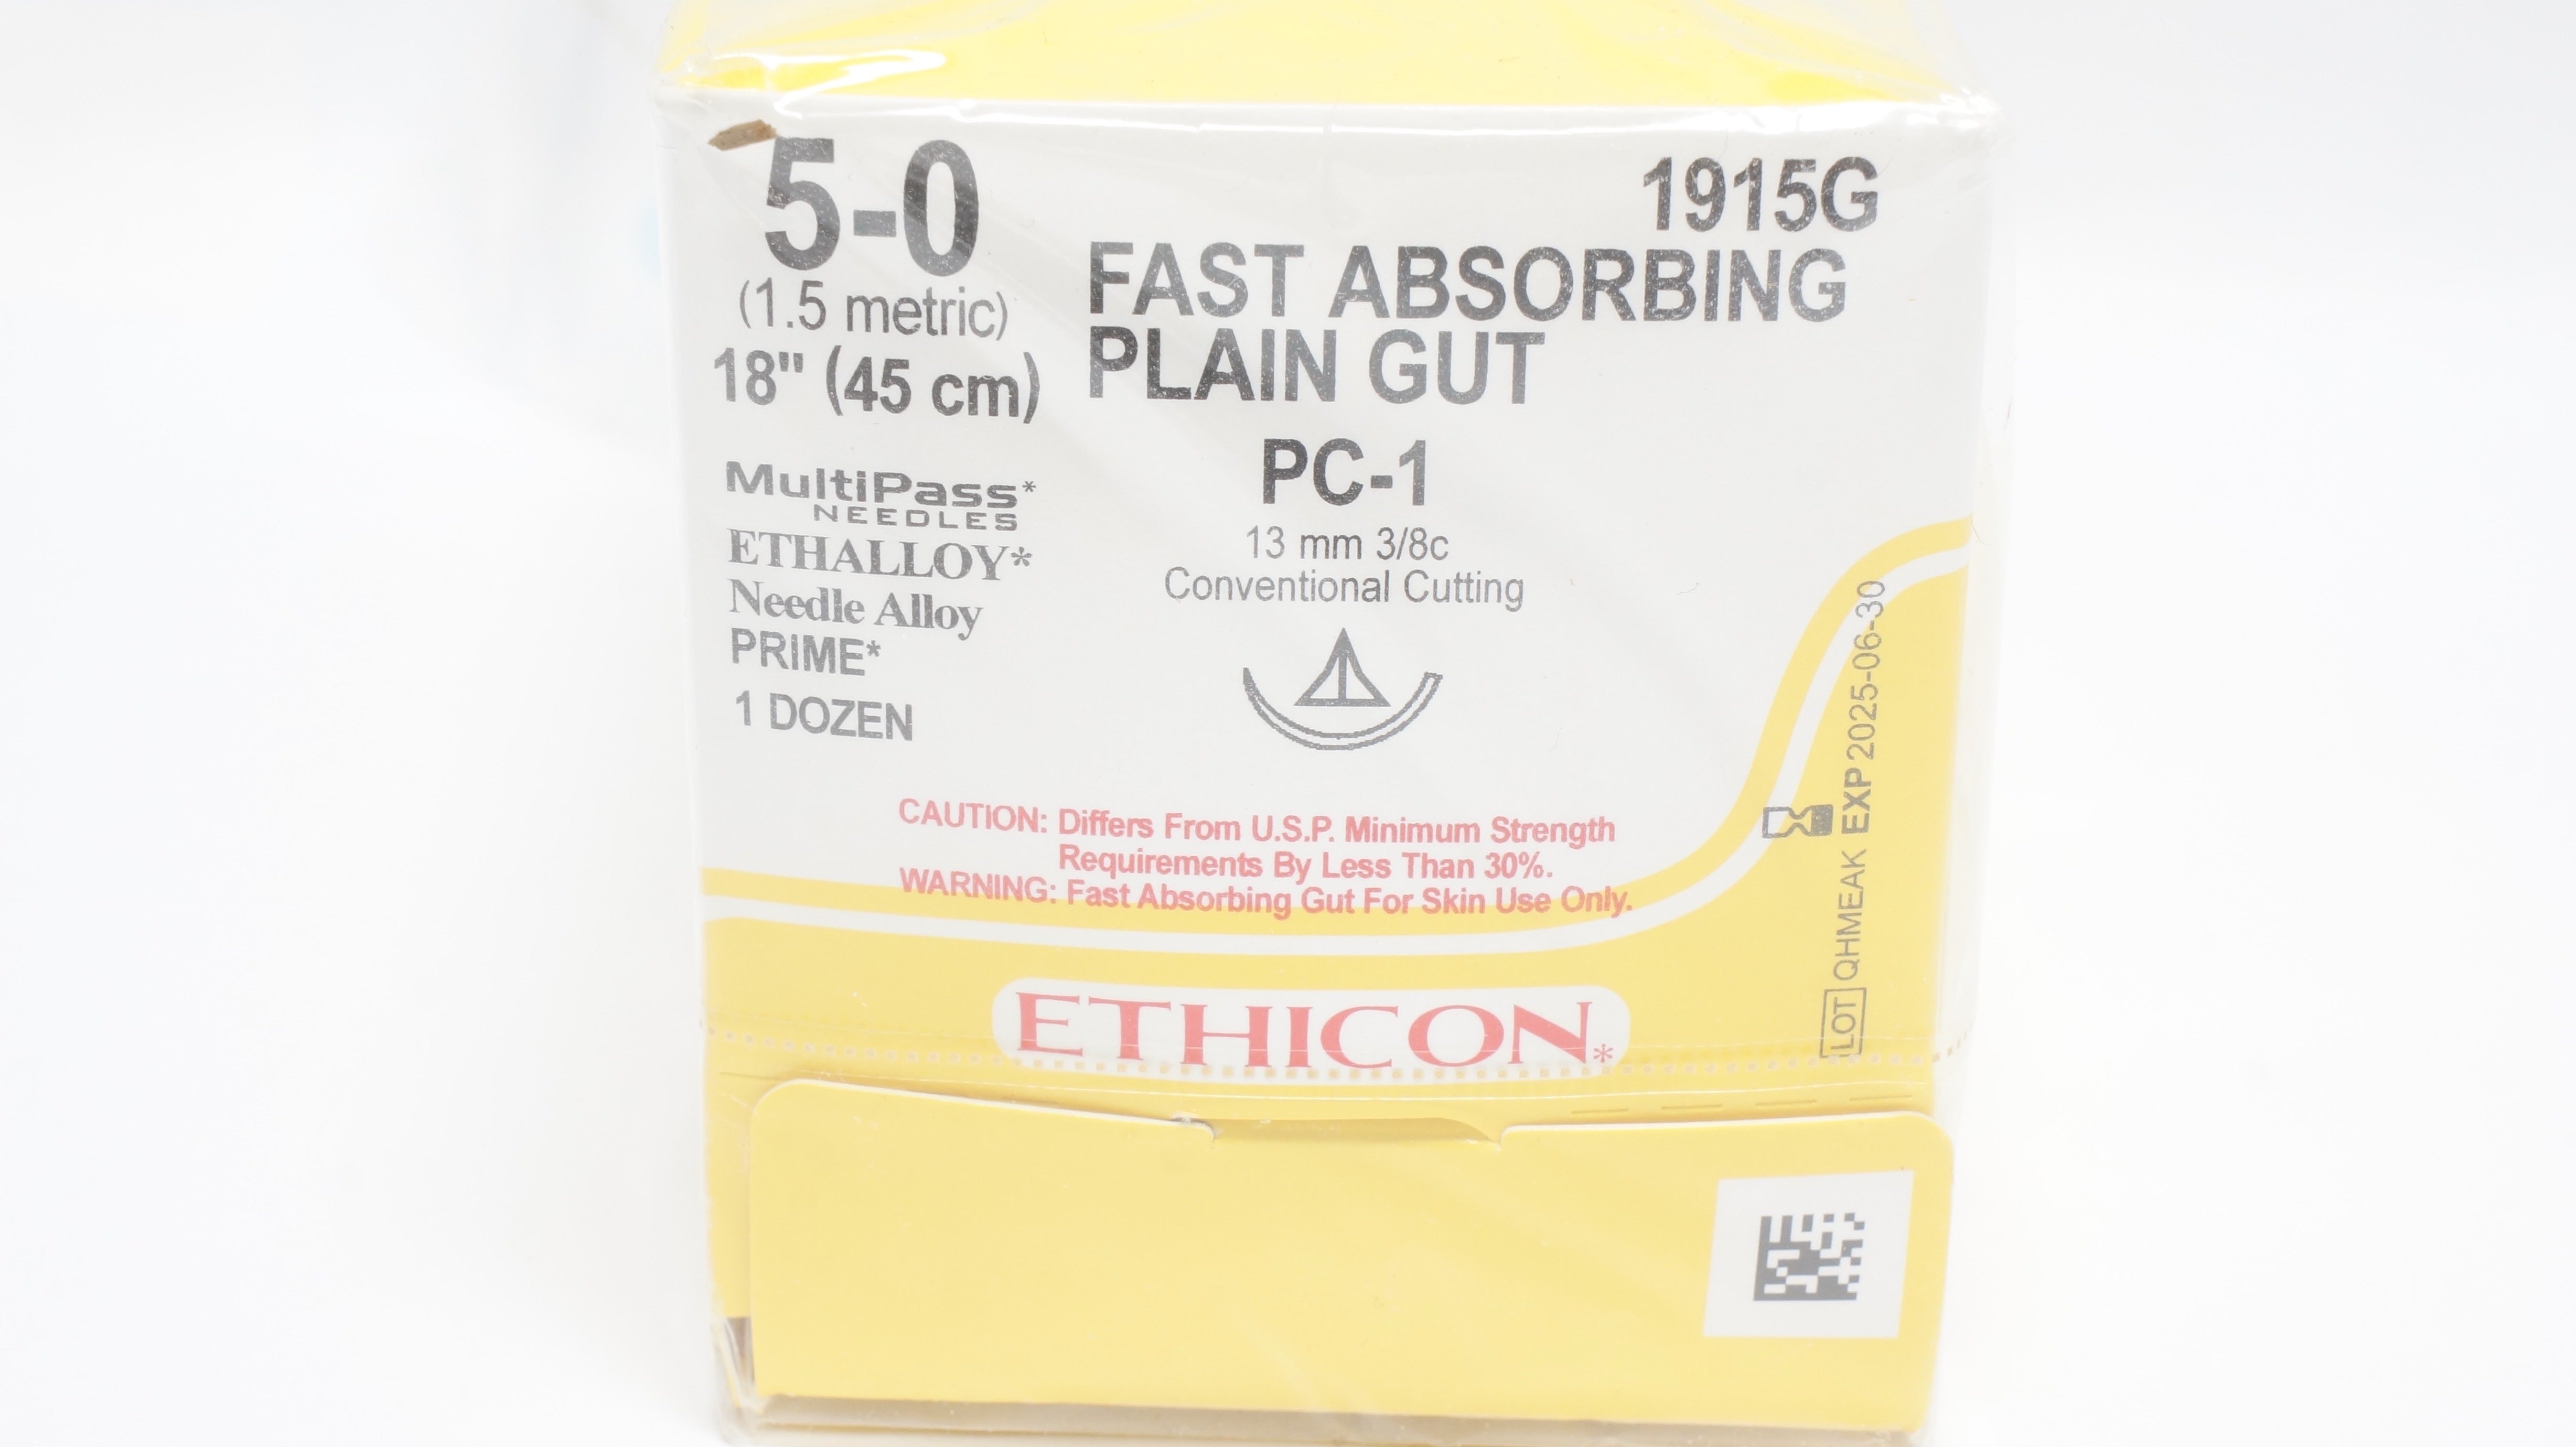 5-0
(1.5 metric)
18" (45 cm)
MultiPass*
NEEDLES
ETHALLOY*
Needle Alloy
PRIME*
1 DOZEN
1915G
FAST ABSORBING
PLAIN GUT
PC-1
13 mm 3/8c
Conventional Cutting
CAUTION: Differs From U.S.P. Minimum Strength
Requirements By Less Than 30%.
WARNING: Fast Absorbing Gut For Skin Use Only.
ETHICON*
LOT QHMEAK EXP 2025-06-30